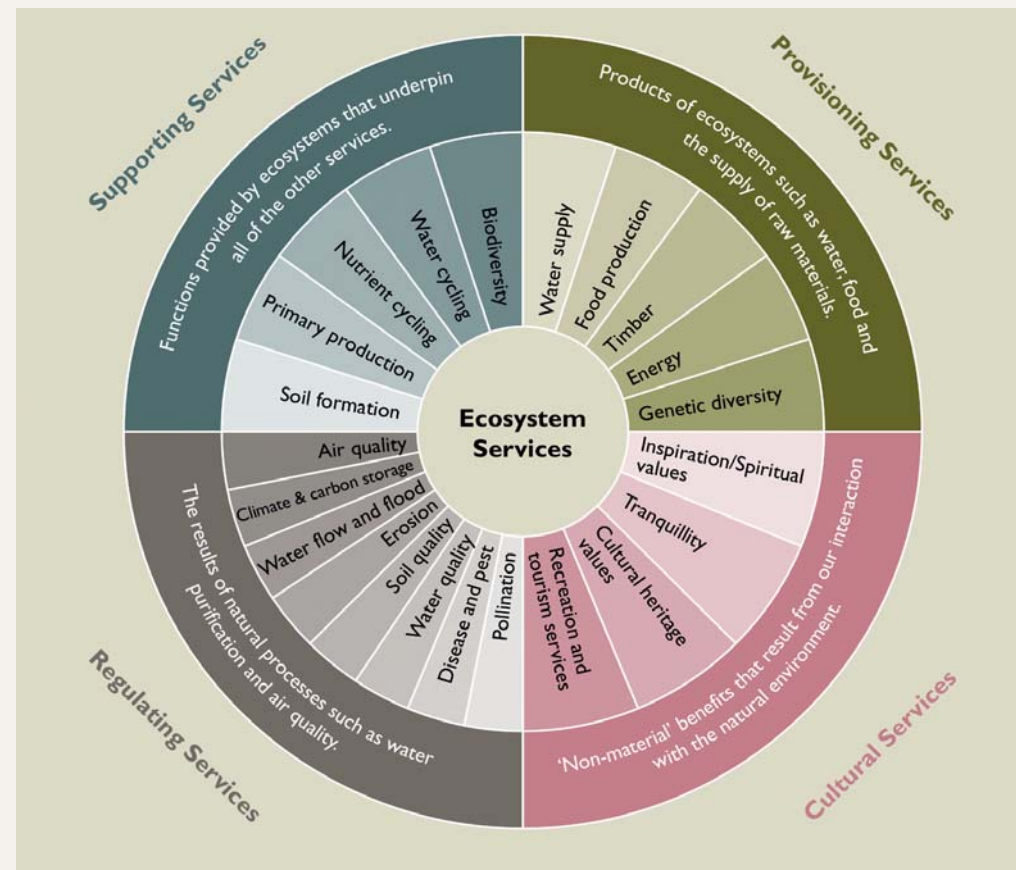 Supporting Services
Functions provided by ecosystems that underpin
all of the other services.
Biodiversity
Water cycling
Nutrient cycling
Primary production
Soil formation
Provisioning Services
Products of ecosystems such as water, food and
the supply of raw materials.
Water supply
Food production
Timber
Energy
Genetic diversity
Ecosystem
Services
Inspiration/Spiritual
values
Tranquillity
Cultural heritage
values
Recreation and
tourism services
'Non-material' benefits that result from our interaction
with the natural environment.
Cultural Services
Air quality
Climate & carbon storage
Water flow and flood
Erosion
Soil quality
Water quality
Disease and pest
Pollination
The results of natural processes such as water
purification and air quality.
Regulating Services